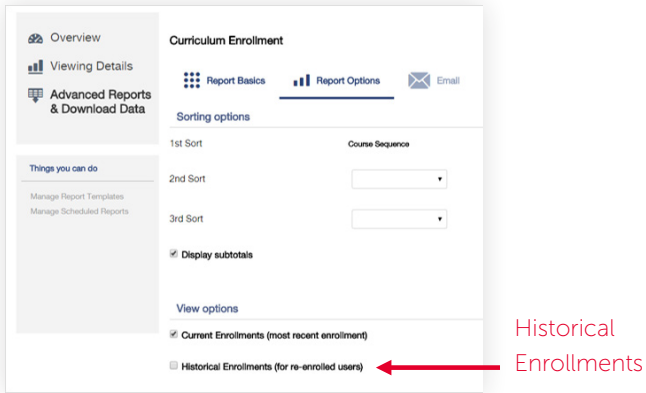 Overview
Viewing Details
Advanced Reports
& Download Data
Things you can do
Manage Report Templates
Manage Scheduled Reports
Curriculum Enrollment
Report Basics
Report Options
Email
Sorting options
1st Sort
Course Sequence
2nd Sort
3rd Sort
Display subtotals
View options
Current Enrollments (most recent enrollment)
Historical Enrollments (for re-enrolled users)
Historical
Enrollments